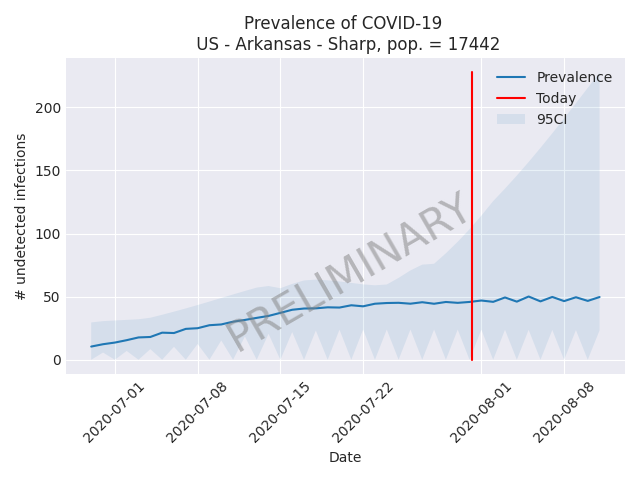 Prevalence of COVID-19
US - Arkansas - Sharp, pop. = 17442
# undetected infections
200
150
100
50
0
Prevalence
Today
95CI
PRELIMINARY
2020-07-01
2020-07-08
2020-07-15
2020-07-22
2020-08-01
2020-08-08
Date